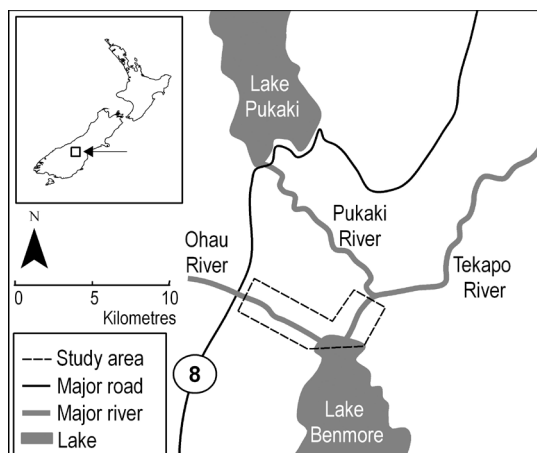 Lake
Pukaki
N
Ohau
River
Pukaki
River
Tekapo
River
0 5 10
Kilometres
Study area
Major road
Major river
Lake
8
Lake
Benmore